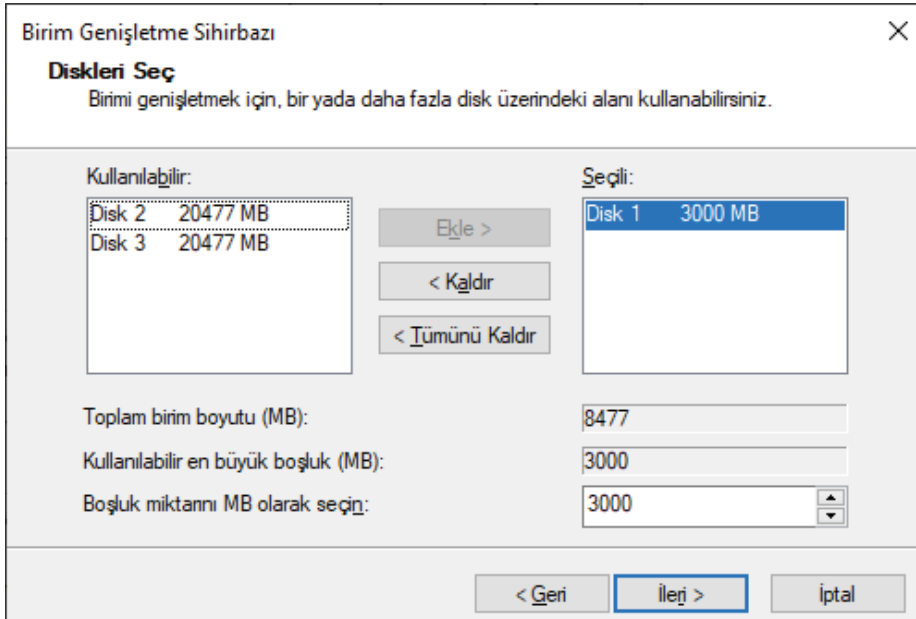 Birim Genişletme Sihirbazı
Diskleri Seç
Birimi genişletmek için, bir yada daha fazla disk üzerindeki alanı kullanabilirsiniz.
Kullanılabilir:
Seçili:
Disk 2 20477 MB
Disk 3 20477 MB
Ekle >
< Kaldır
< Tümünü Kaldır
Disk 1 3000 MB
Toplam birim boyutu (MB): 8477
Kullanılabilir en büyük boşluk (MB): 3000
Boşluk miktarını MB olarak seçin: 3000
< Geri
İleri >
İptal